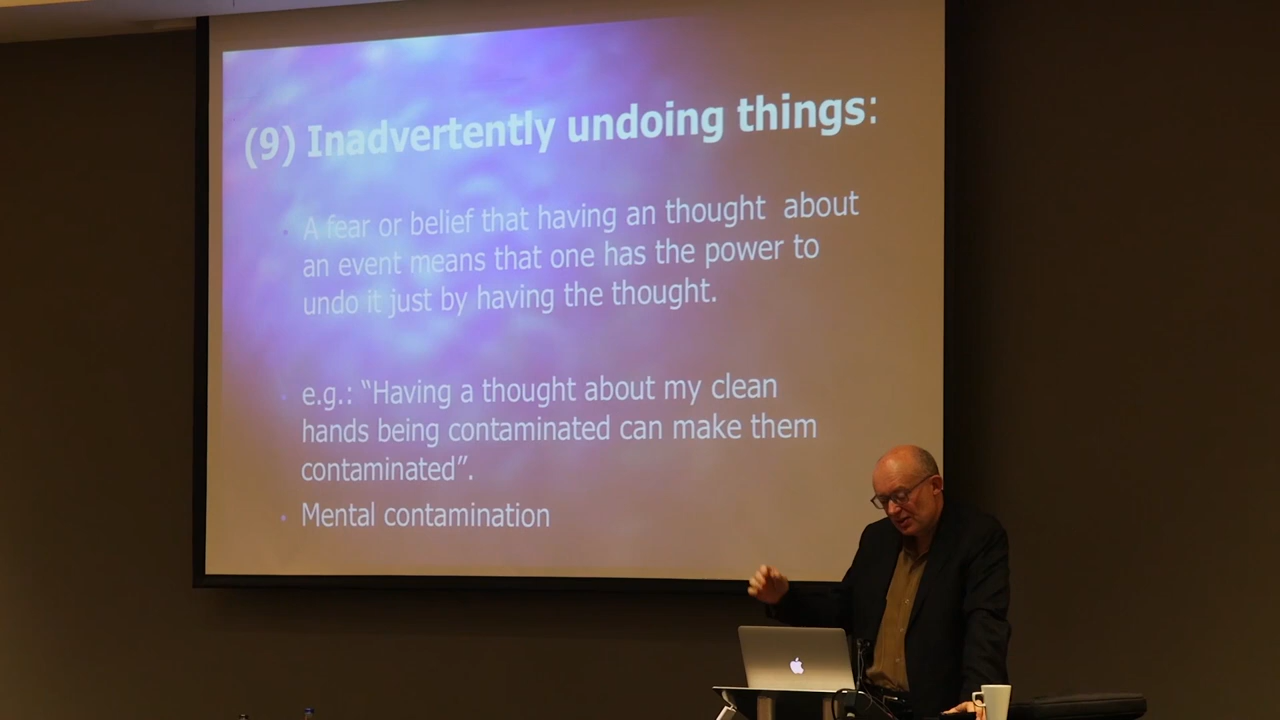 (9) Inadvertently undoing things:
A fear or belief that having an thought about
an event means that one has the power to
undo it just by having the thought.
e.g.: “Having a thought about my clean
hands being contaminated can make them
contaminated”.
Mental contamination